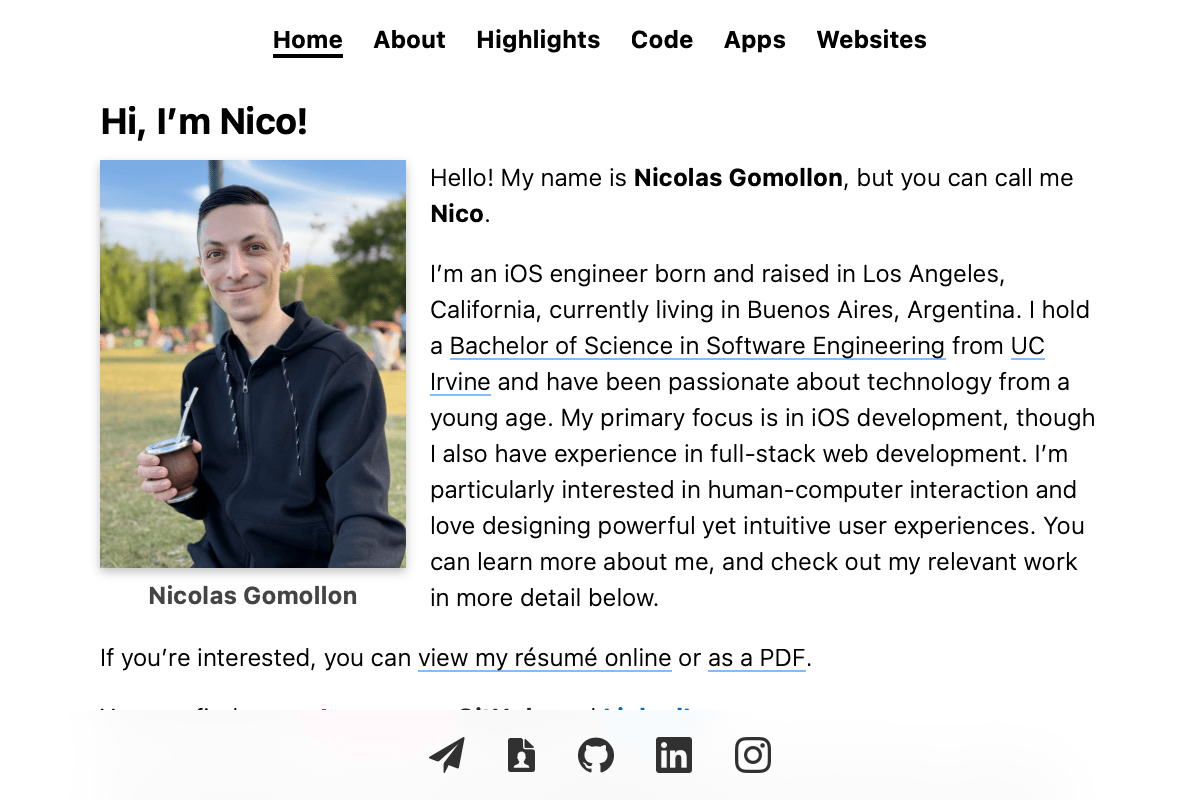 Home About Highlights Code Apps Websites
Hi, I’m Nico!
Hello! My name is Nicolas Gomollon, but you can call me
Nico.
I’m an iOS engineer born and raised in Los Angeles,
California, currently living in Buenos Aires, Argentina. I hold
a Bachelor of Science in Software Engineering from UC
Irvine and have been passionate about technology from a
young age. My primary focus is in iOS development, though
I also have experience in full-stack web development. I’m
particularly interested in human-computer interaction and
love designing powerful yet intuitive user experiences. You
can learn more about me, and check out my relevant work
in more detail below.
Nicolas Gomollon
If you’re interested, you can view my résumé online or as a PDF.
in